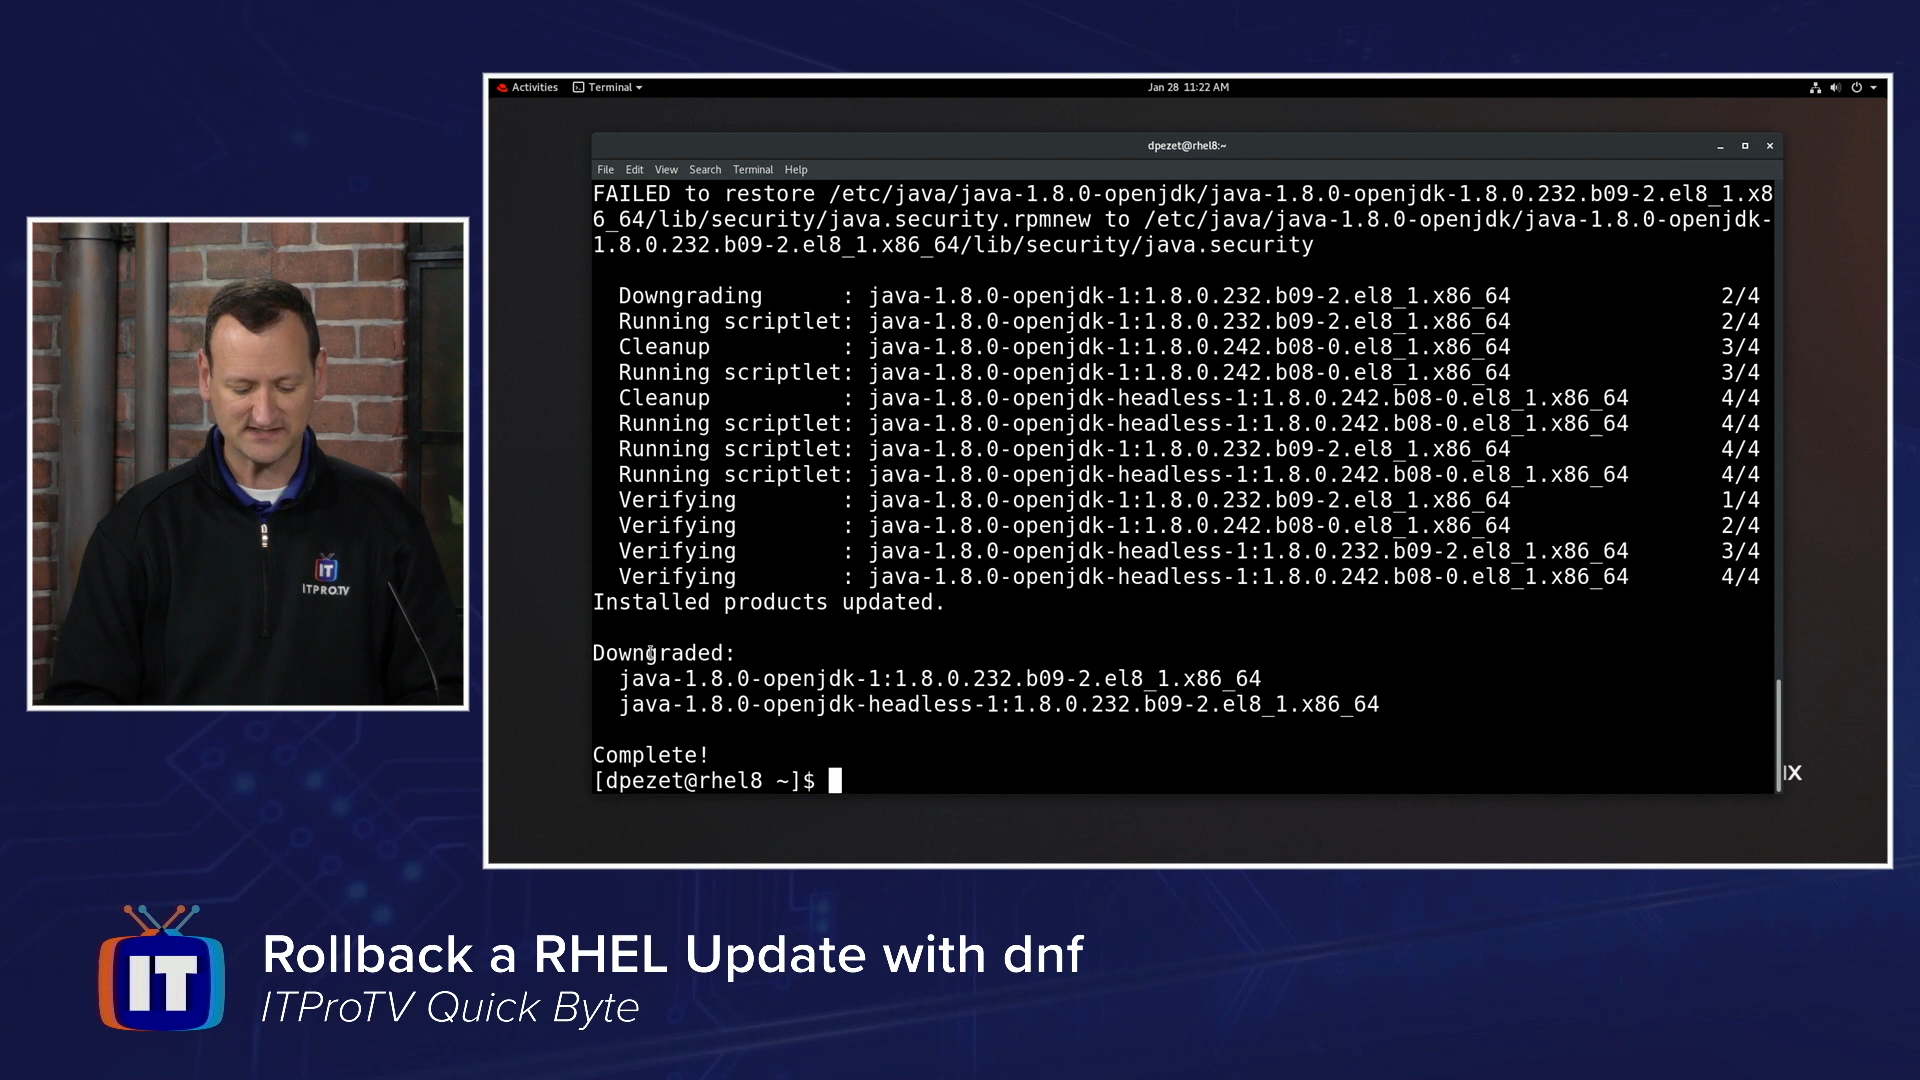 Activities Terminal Jan 28 11:22 AM
dpezet@rhel8:~
File Edit View Search Terminal Help
FAILED to restore /etc/java/java-1.8.0-openjdk/java-1.8.0-openjdk-1.8.0.232.b09-2.el8_1.x8
6_64/lib/security/java.security.rpmnew to /etc/java/java-1.8.0-openjdk/java-1.8.0-openjdk-
1.8.0.232.b09-2.el8_1.x86_64/lib/security/java.security
Downgrading : java-1.8.0-openjdk-1:1.8.0.232.b09-2.el8_1.x86_64 2/4
Running scriptlet: java-1.8.0-openjdk-1:1.8.0.232.b09-2.el8_1.x86_64 2/4
Cleanup : java-1.8.0-openjdk-1:1.8.0.242.b08-0.el8_1.x86_64 3/4
Running scriptlet: java-1.8.0-openjdk-1:1.8.0.242.b08-0.el8_1.x86_64 3/4
Cleanup : java-1.8.0-openjdk-headless-1:1.8.0.242.b08-0.el8_1.x86_64 4/4
Running scriptlet: java-1.8.0-openjdk-headless-1:1.8.0.242.b08-0.el8_1.x86_64 4/4
Running scriptlet: java-1.8.0-openjdk-1:1.8.0.232.b09-2.el8_1.x86_64 4/4
Running scriptlet: java-1.8.0-openjdk-headless-1:1.8.0.242.b08-0.el8_1.x86_64 4/4
Verifying : java-1.8.0-openjdk-1:1.8.0.232.b09-2.el8_1.x86_64 1/4
Verifying : java-1.8.0-openjdk-1:1.8.0.242.b08-0.el8_1.x86_64 2/4
Verifying : java-1.8.0-openjdk-headless-1:1.8.0.232.b09-2.el8_1.x86_64 3/4
Verifying : java-1.8.0-openjdk-headless-1:1.8.0.242.b08-0.el8_1.x86_64 4/4
Installed products updated.
Downgraded:
java-1.8.0-openjdk-1:1.8.0.232.b09-2.el8_1.x86_64
java-1.8.0-openjdk-headless-1:1.8.0.232.b09-2.el8_1.x86_64
Complete!
[dpezet@rhel8 ~]$
IX
IT
ITPRO.TV
IT
Rollback a RHEL Update with dnf
ITProTV Quick Byte